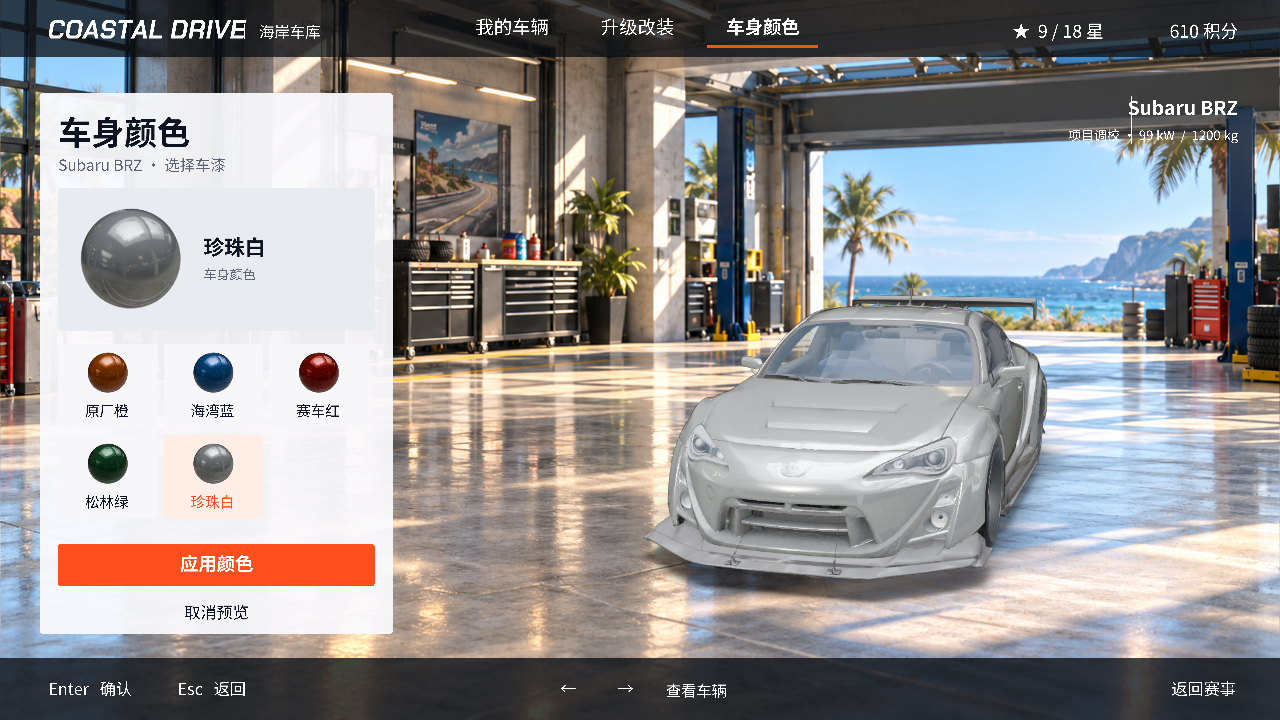 COASTAL DRIVE 海岸车库
我的车辆
升级改装
车身颜色
★ 9 / 18 星
610 积分
Subaru BRZ
项目调校 · 99 kW / 1200 kg
车身颜色
Subaru BRZ · 选择车漆
珍珠白
车身颜色
原厂橙
海湾蓝
赛车红
松林绿
珍珠白
应用颜色
取消预览
Enter 确认
Esc 返回
← → 查看车辆
返回赛事